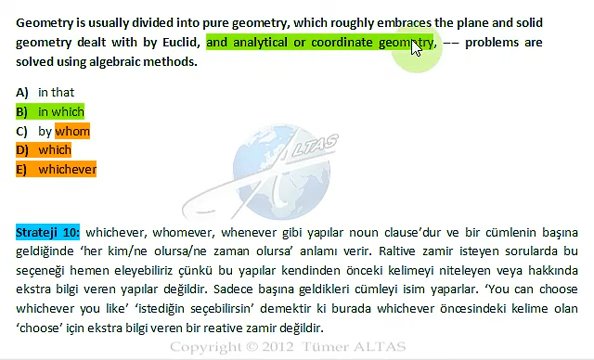 Geometry is usually divided into pure geometry, which roughly embraces the plane and solid
geometry dealt with by Euclid, and analytical or coordinate geometry, ---- problems are
solved using algebraic methods.
A) in that
B) in which
C) by whom
D) which
E) whichever
ALTAS
Strateji 10: whichever, whomever, whenever gibi yapılar noun clause'dur ve bir cümlenin başına
geldiğinde 'her kim/ne olursa/ne zaman olursa' anlamı verir. Raltive zamir isteyen sorularda bu
seçeneği hemen eleyebiliriz çünkü bu yapılar kendinden önceki kelimeyi niteleyen veya hakkında
ekstra bilgi veren yapılar değildir. Sadece başına geldikleri cümleyi isim yaparlar. 'You can choose
whichever you like' 'istediğin seçebilirsin' demektir ki burada whichever öncesindeki kelime olan
'choose' için ekstra bilgi veren bir reative zamir değildir.
Copyright © 2012 Tümer ALTAS